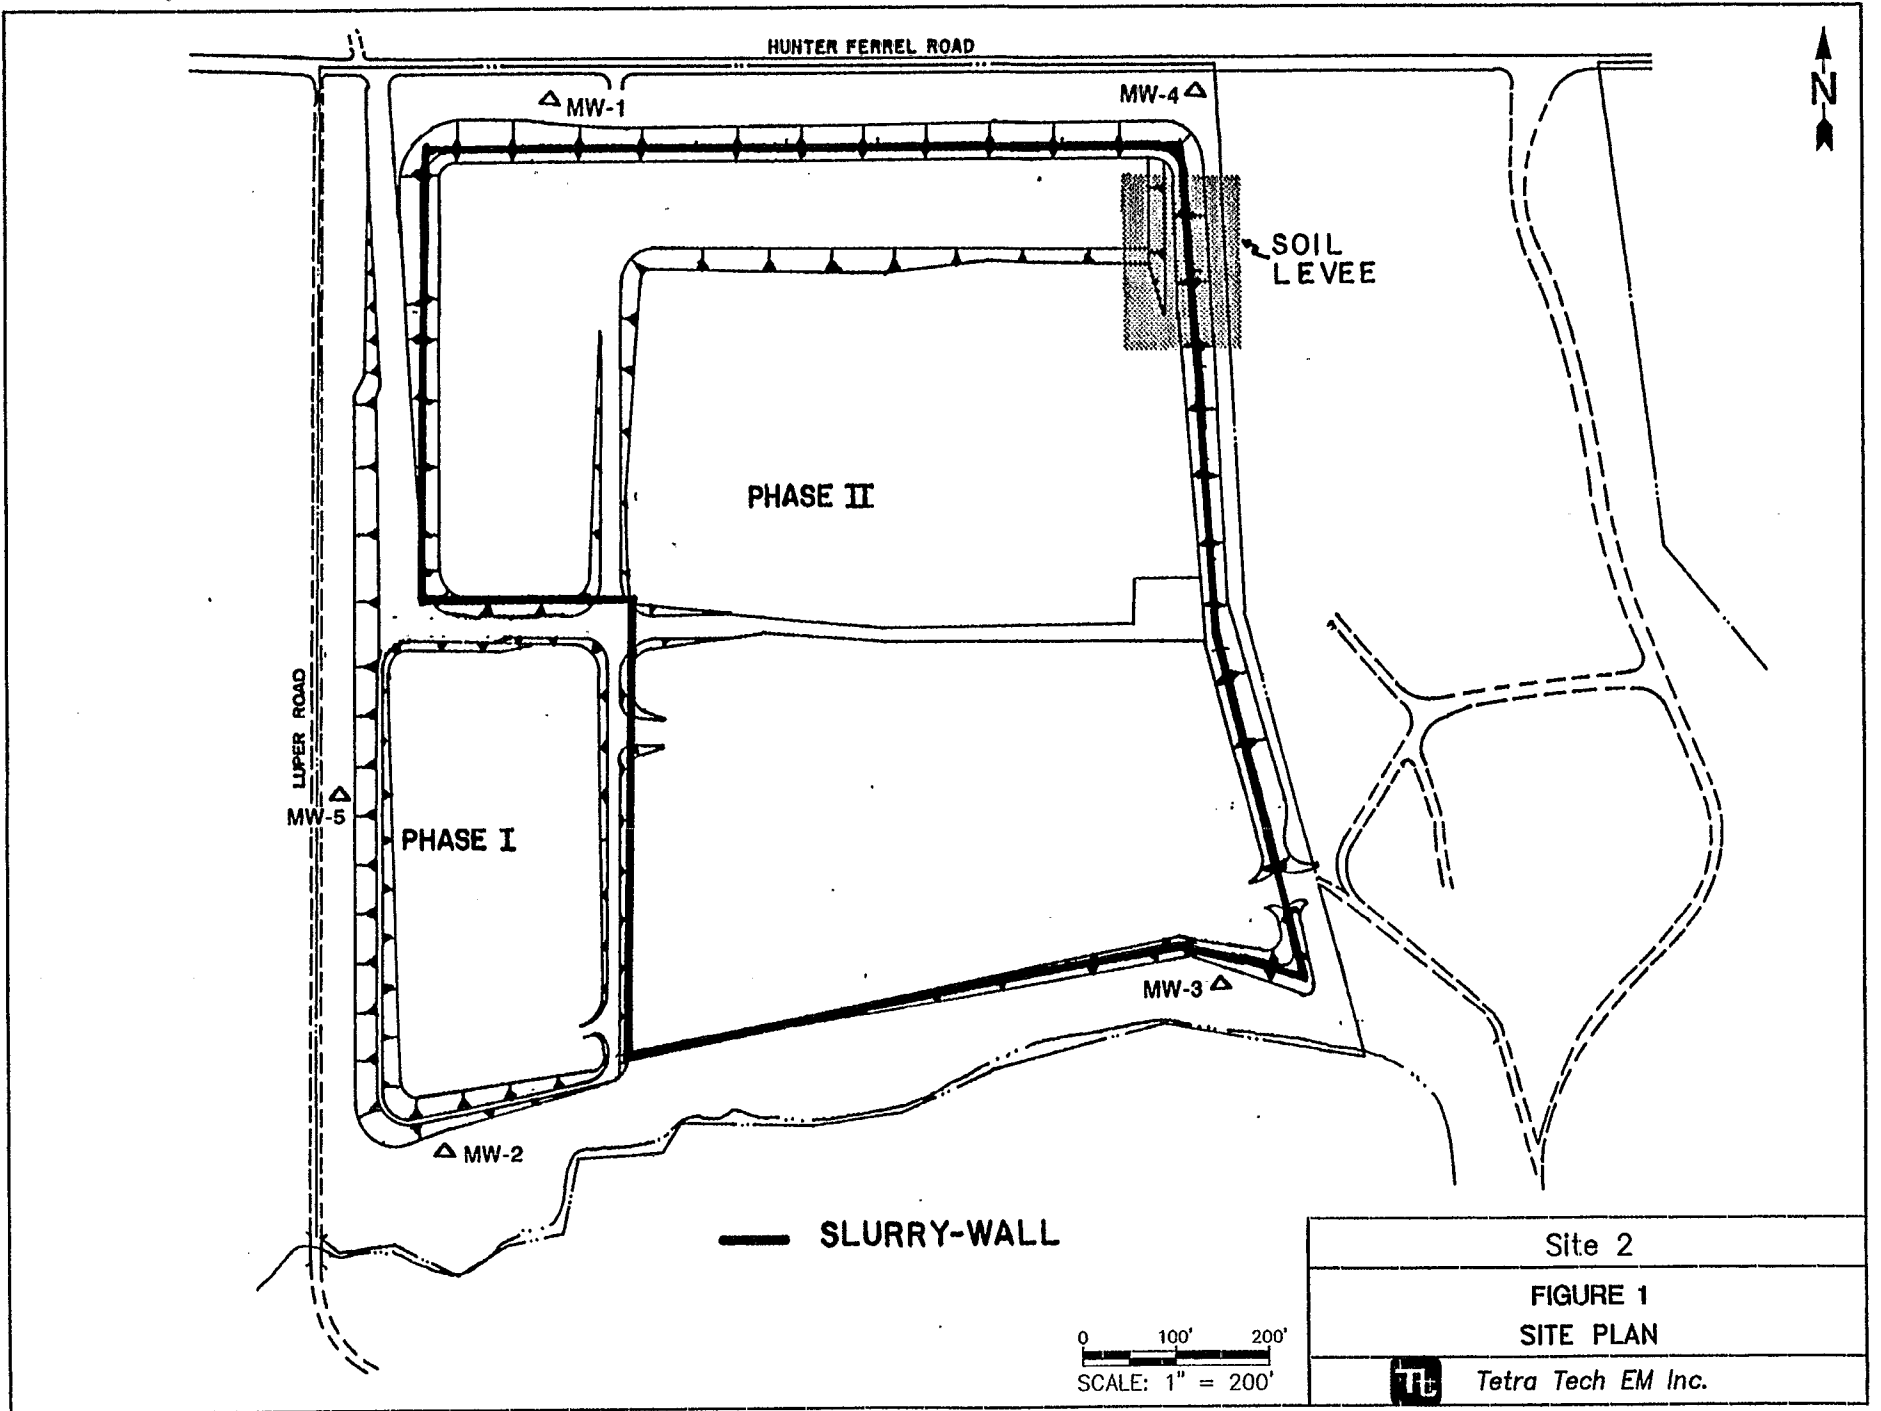 HUNTER FERREL ROAD
N
MW-1
MW-4
SOIL
LEVEE
PHASE II
LUPER ROAD
MW-5
PHASE I
MW-3
MW-2
SLURRY-WALL
0 100' 200'
SCALE: 1" = 200'
Site 2
FIGURE 1
SITE PLAN
Tt Tetra Tech EM Inc.